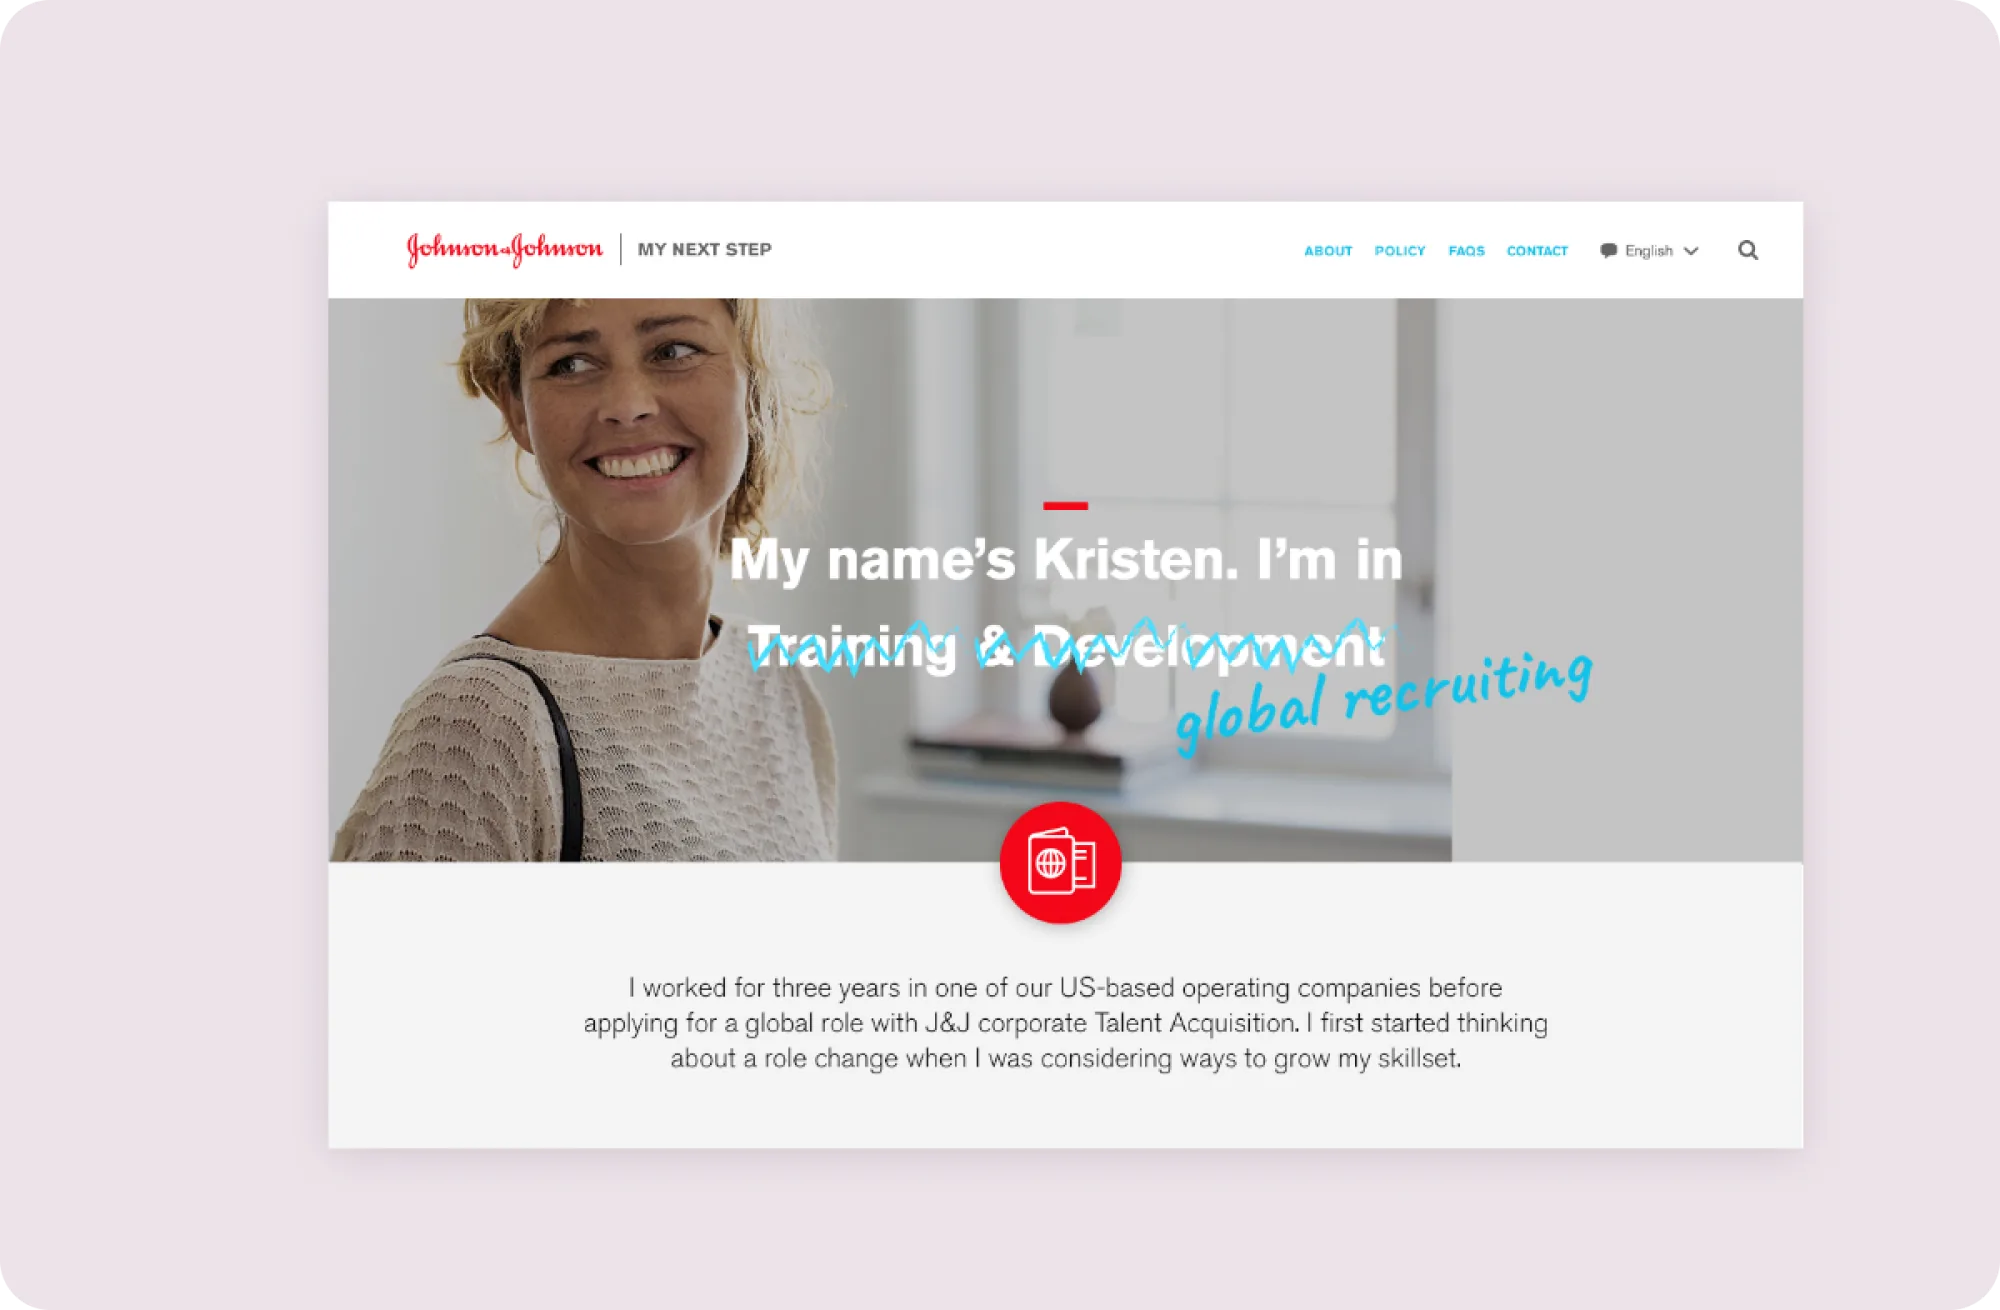 Johnson&Johnson MY NEXT STEP
ABOUT POLICY FAQS CONTACT English
My name’s Kristen. I’m in
Training & Development
global recruiting
I worked for three years in one of our US-based operating companies before
applying for a global role with J&J corporate Talent Acquisition. I first started thinking
about a role change when I was considering ways to grow my skillset.